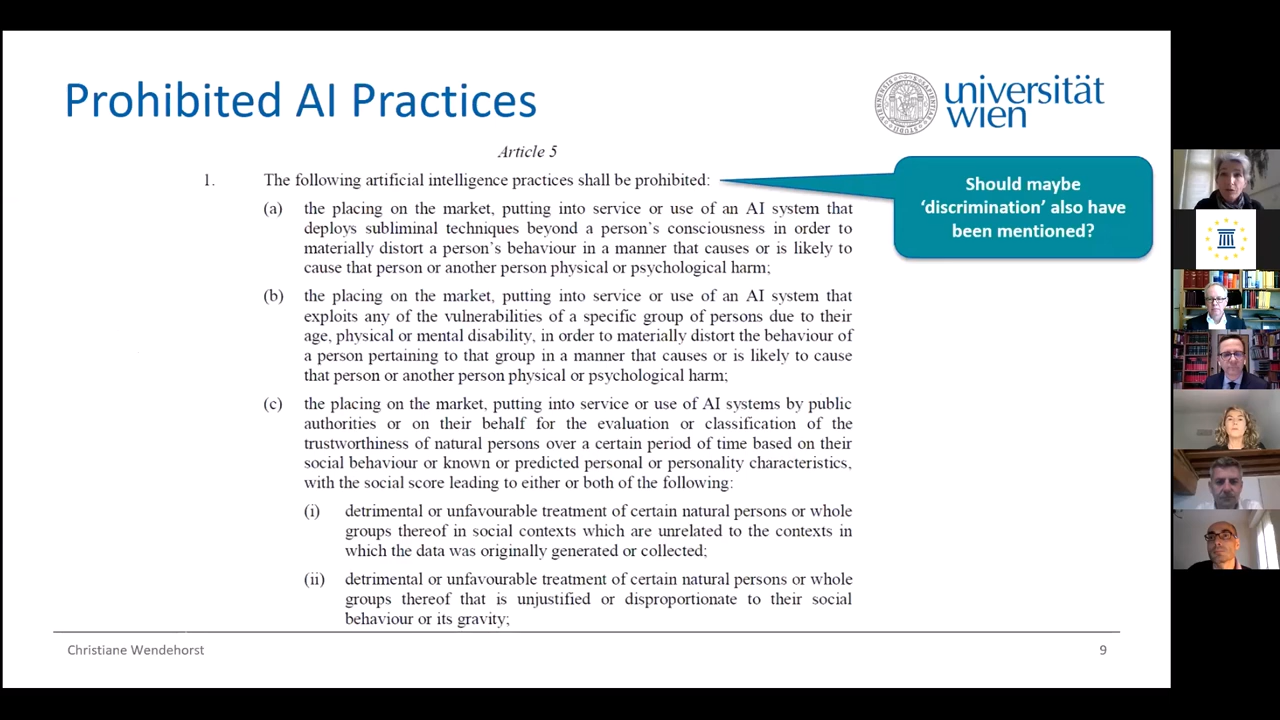 Prohibited AI Practices
universität
wien
Article 5
1. The following artificial intelligence practices shall be prohibited:
Should maybe
‘discrimination’ also have
been mentioned?
(a) the placing on the market, putting into service or use of an AI system that
deploys subliminal techniques beyond a person’s consciousness in order to
materially distort a person’s behaviour in a manner that causes or is likely to
cause that person or another person physical or psychological harm;
(b) the placing on the market, putting into service or use of an AI system that
exploits any of the vulnerabilities of a specific group of persons due to their
age, physical or mental disability, in order to materially distort the behaviour of
a person pertaining to that group in a manner that causes or is likely to cause
that person or another person physical or psychological harm;
(c) the placing on the market, putting into service or use of AI systems by public
authorities or on their behalf for the evaluation or classification of the
trustworthiness of natural persons over a certain period of time based on their
social behaviour or known or predicted personal or personality characteristics,
with the social score leading to either or both of the following:
(i) detrimental or unfavourable treatment of certain natural persons or whole
groups thereof in social contexts which are unrelated to the contexts in
which the data was originally generated or collected;
(ii) detrimental or unfavourable treatment of certain natural persons or whole
groups thereof that is unjustified or disproportionate to their social
behaviour or its gravity;
Christiane Wendehorst
9